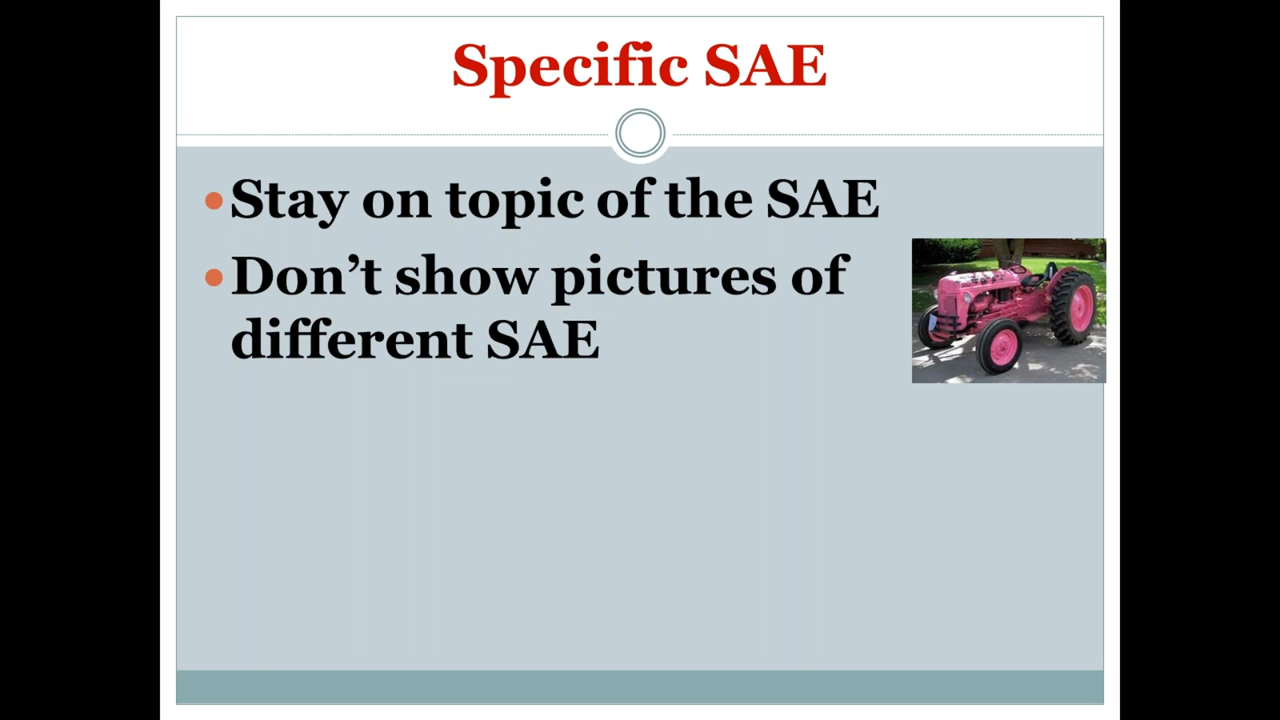 Specific SAE
Stay on topic of the SAE
Don’t show pictures of
different SAE